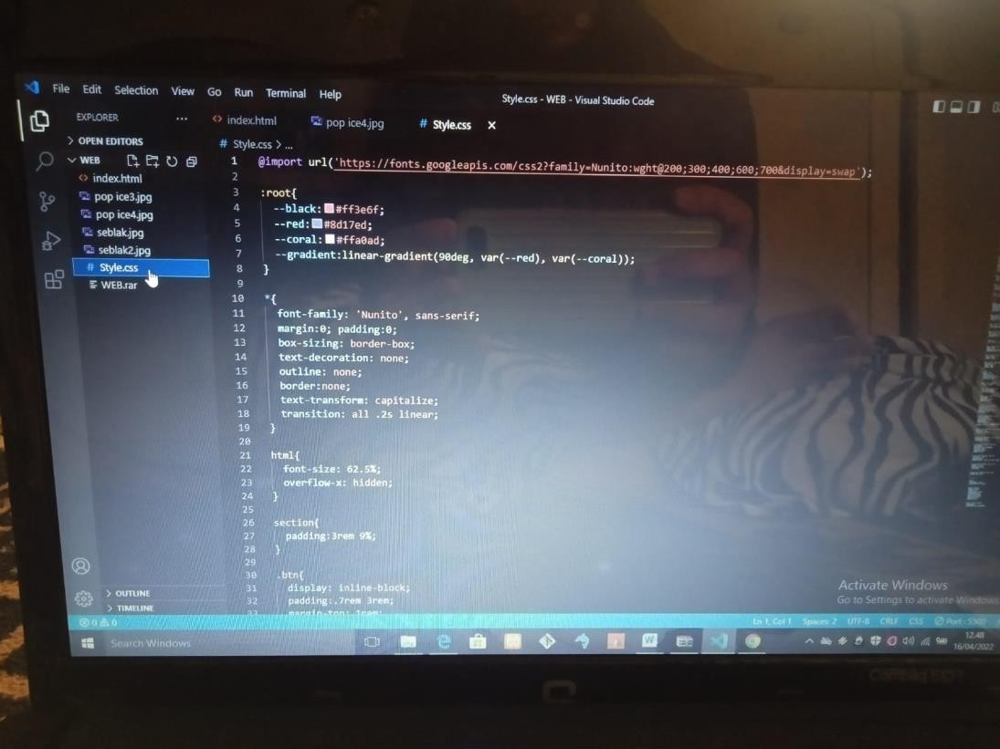 File Edit Selection View Go Run Terminal Help
Style.css - WEB - Visual Studio Code
EXPLORER ...
index.html
pop ice4.jpg
# Style.css
OPEN EDITORS
WEB
index.html
pop ice3.jpg
pop ice4.jpg
seblak.jpg
seblak2.jpg
# Style.css
WEB.rar
OUTLINE
TIMELINE
# Style.css > ...
1 @import url('https://fonts.googleapis.com/css2?family=Nunito:wght@200;300;400;600;700&display=swap');
2
3 :root{
4 --black:#ff3e6f;
5 --red:#8d17ed;
6 --coral:#ffa0ad;
7 --gradient:linear-gradient(90deg, var(--red), var(--coral));
8 }
9
10 *{
11 font-family: 'Nunito', sans-serif;
12 margin:0; padding:0;
13 box-sizing: border-box;
14 text-decoration: none;
15 outline: none;
16 border:none;
17 text-transform: capitalize;
18 transition: all .2s linear;
19 }
20
21 html{
22 font-size: 62.5%;
23 overflow-x: hidden;
24 }
25
26 section{
27 padding:3rem 9%;
28 }
29
30 .btn{
31 display: inline-block;
32 padding:.7rem 3rem;
33 margin-top: 1rem;
Activate Windows
Go to Settings to activate Windows
0 0
Ln 1, Col 1 Spaces: 2 UTF-8 CRLF CSS Port : 5500
Search Windows
12.48
16/04/2022